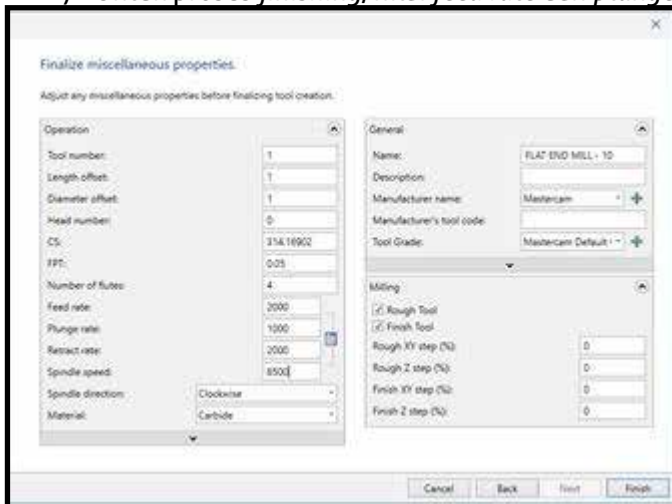 Finalize miscellaneous properties.
Adjust any miscellaneous properties before finalizing tool creation.
Operation
Tool number: 1
Length offset: 1
Diameter offset: 1
Head number: 0
CS: 314.16902
FPT: 0.05
Number of flutes: 4
Feed rate: 2000
Plunge rate: 1000
Retract rate: 2000
Spindle speed: 6500
Spindle direction: Clockwise
Material: Carbide
General
Name: FLAT END MILL - 10
Description:
Manufacturer name: Mastercam
Manufacturer's tool code:
Tool Grade: Mastercam Default
Milling
Rough Tool
Finish Tool
Rough XY step (%): 0
Rough Z step (%): 0
Finish XY step (%): 0
Finish Z step (%): 0
Cancel Back Next Finish